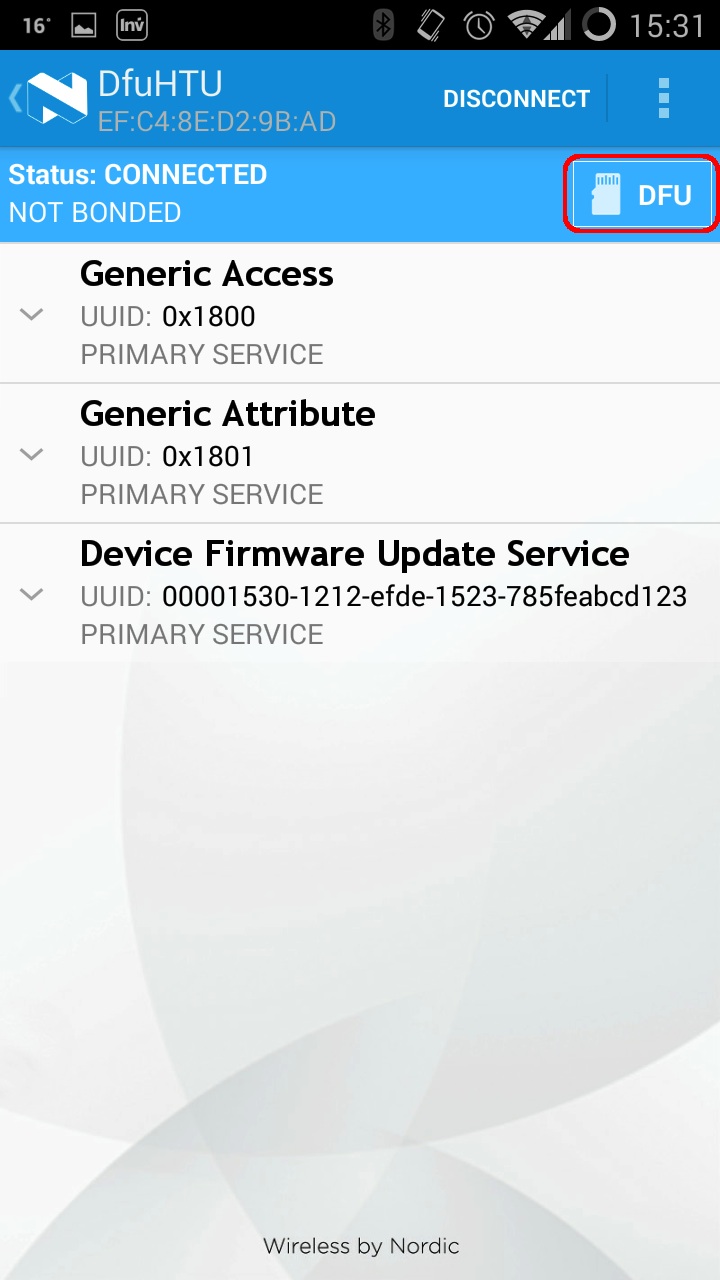 16° Inv 15:31
DfuHTU
EF:C4:8E:D2:9B:AD
DISCONNECT
Status: CONNECTED
NOT BONDED
DFU
Generic Access
UUID: 0x1800
PRIMARY SERVICE
Generic Attribute
UUID: 0x1801
PRIMARY SERVICE
Device Firmware Update Service
UUID: 00001530-1212-efde-1523-785feabcd123
PRIMARY SERVICE
Wireless by Nordic